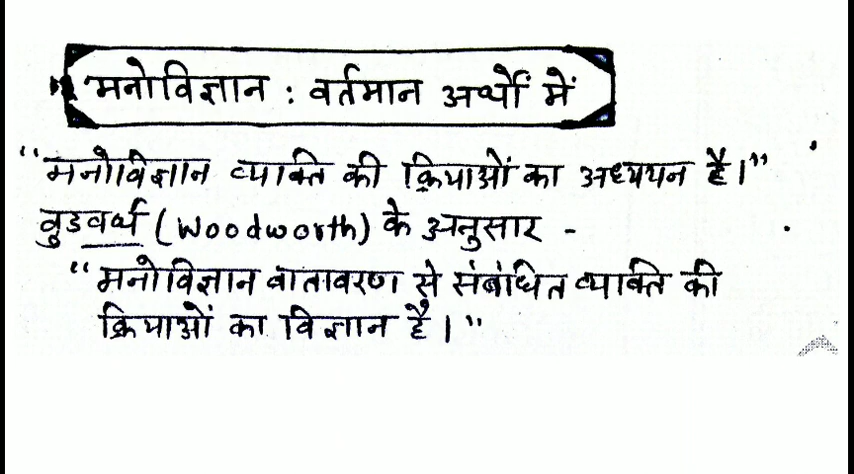 मनोविज्ञान : वर्तमान अर्थों में
“मनोविज्ञान व्यक्ति की क्रियाओं का अध्ययन है।”
वुडवर्थ (Woodworth) के अनुसार -
“मनोविज्ञान वातावरण से संबंधित व्यक्ति की
क्रियाओं का विज्ञान है।”